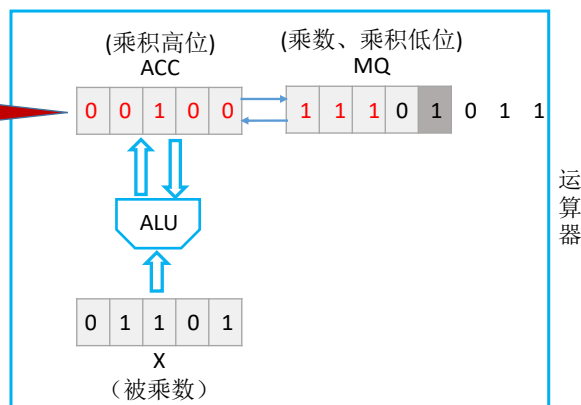 (乘积高位) (乘数、乘积低位)
ACC MQ
0 0 1 0 0 1 1 1 0 1 0 1 1
ALU
0 1 1 0 1
X
（被乘数）
运算器